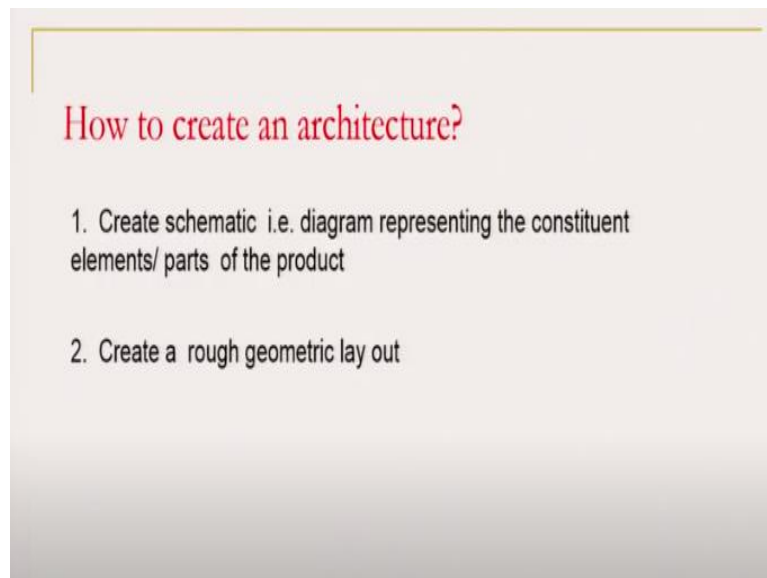 How to create an architecture?
1. Create schematic i.e. diagram representing the constituent
elements/ parts of the product
2. Create a rough geometric lay out